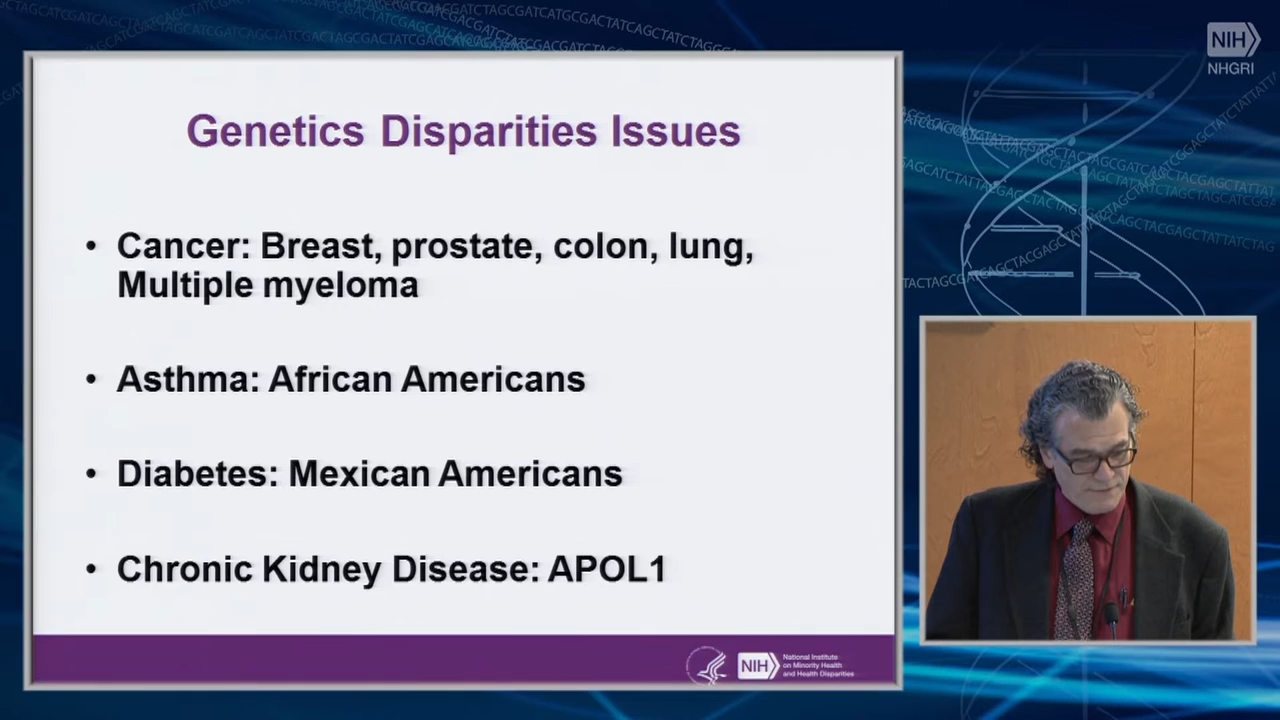 NIH
NHGRI
Genetics Disparities Issues
• Cancer: Breast, prostate, colon, lung,
Multiple myeloma
• Asthma: African Americans
• Diabetes: Mexican Americans
• Chronic Kidney Disease: APOL1
NIH
National Institute
on Minority Health
and Health Disparities